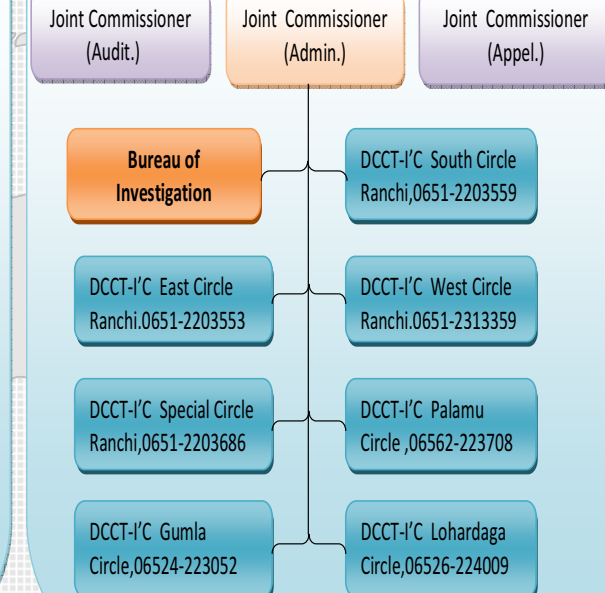 Joint Commissioner
(Audit.)
Joint Commissioner
(Admin.)
Joint Commissioner
(Appel.)
Bureau of
Investigation
DCCT-I’C South Circle
Ranchi,0651-2203559
DCCT-I’C East Circle
Ranchi.0651-2203553
DCCT-I’C West Circle
Ranchi.0651-2313359
DCCT-I’C Special Circle
Ranchi,0651-2203686
DCCT-I’C Palamu
Circle ,06562-223708
DCCT-I’C Gumla
Circle,06524-223052
DCCT-I’C Lohardaga
Circle,06526-224009